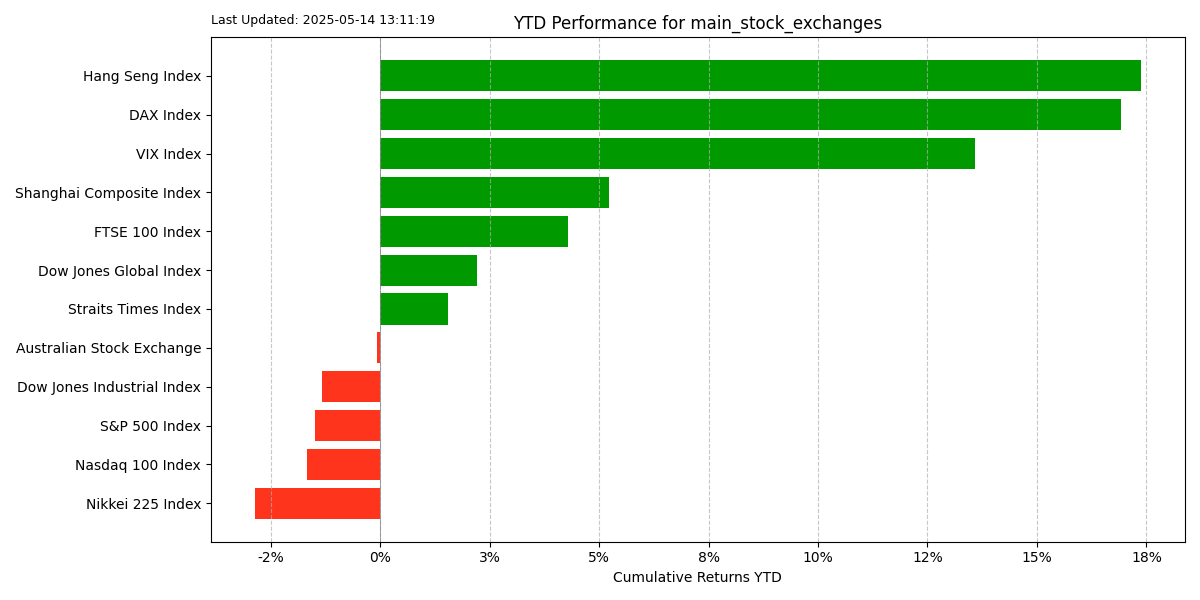 Last Updated: 2025-05-14 13:11:19
YTD Performance for main_stock_exchanges
Hang Seng Index
DAX Index
VIX Index
Shanghai Composite Index
FTSE 100 Index
Dow Jones Global Index
Straits Times Index
Australian Stock Exchange
Dow Jones Industrial Index
S&P 500 Index
Nasdaq 100 Index
Nikkei 225 Index
-2% 0% 3% 5% 8% 10% 12% 15% 18%
Cumulative Returns YTD